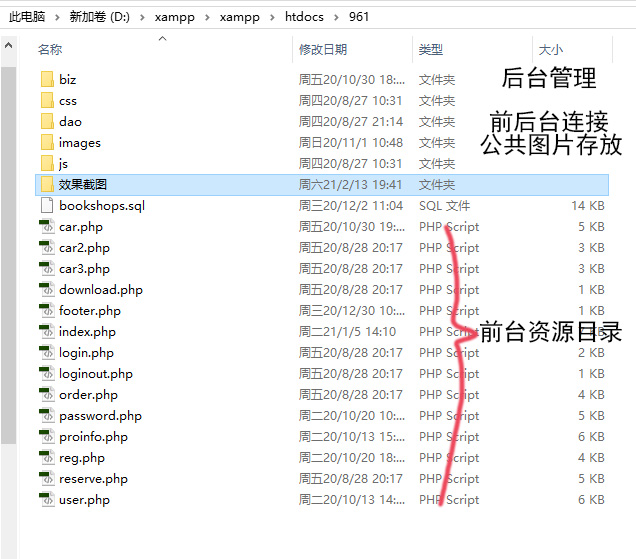 此电脑 › 新加卷 (D:) › xampp › xampp › htdocs › 961
名称 修改日期 类型 大小
biz 周五20/10/30 18:... 文件夹 后台管理
css 周四20/8/27 10:31 文件夹
dao 周四20/8/27 21:14 文件夹 前后台连接
images 周日20/11/1 10:48 文件夹 公共图片存放
js 周四20/8/27 10:31 文件夹
效果截图 周六21/2/13 19:41 文件夹
bookshops.sql 周三20/12/2 11:04 SQL 文件 14 KB
car.php 周五20/10/30 19:... PHP Script 5 KB
car2.php 周五20/8/28 20:17 PHP Script 3 KB
car3.php 周五20/8/28 20:17 PHP Script 3 KB
download.php 周五20/8/28 20:17 PHP Script 1 KB
footer.php 周三20/12/30 10:... PHP Script 1 KB
index.php 周二21/1/5 14:10 PHP Script KB 前台资源目录
login.php 周五20/8/28 20:17 PHP Script 2 KB
loginout.php 周五20/8/28 20:17 PHP Script 1 KB
order.php 周五20/8/28 20:17 PHP Script 4 KB
password.php 周二20/10/20 10:... PHP Script 5 KB
proinfo.php 周二20/10/13 15:... PHP Script 6 KB
reg.php 周二20/10/20 18:... PHP Script 4 KB
reserve.php 周五20/8/28 20:17 PHP Script 5 KB
user.php 周二20/10/13 14:... PHP Script 6 KB